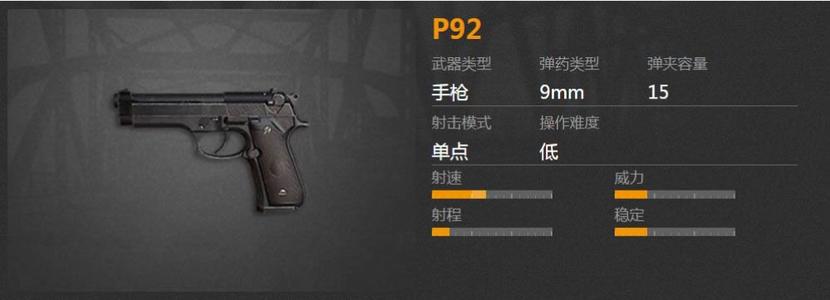 P92
武器类型 弹药类型 弹夹容量
手枪 9mm 15
射击模式 操作难度
单点 低
射速 威力
射程 稳定